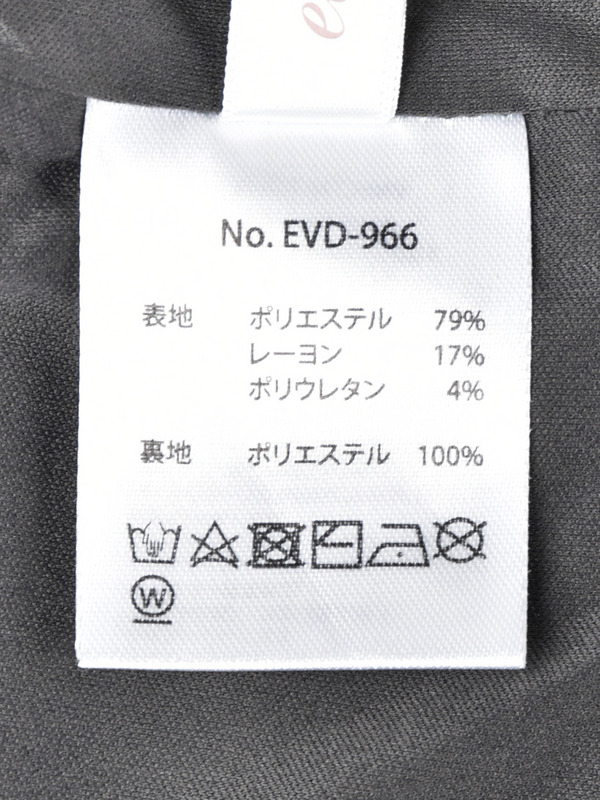 No. EVD-966
表地 ポリエステル 79%
レーヨン 17%
ポリウレタン 4%
裏地 ポリエステル 100%
W